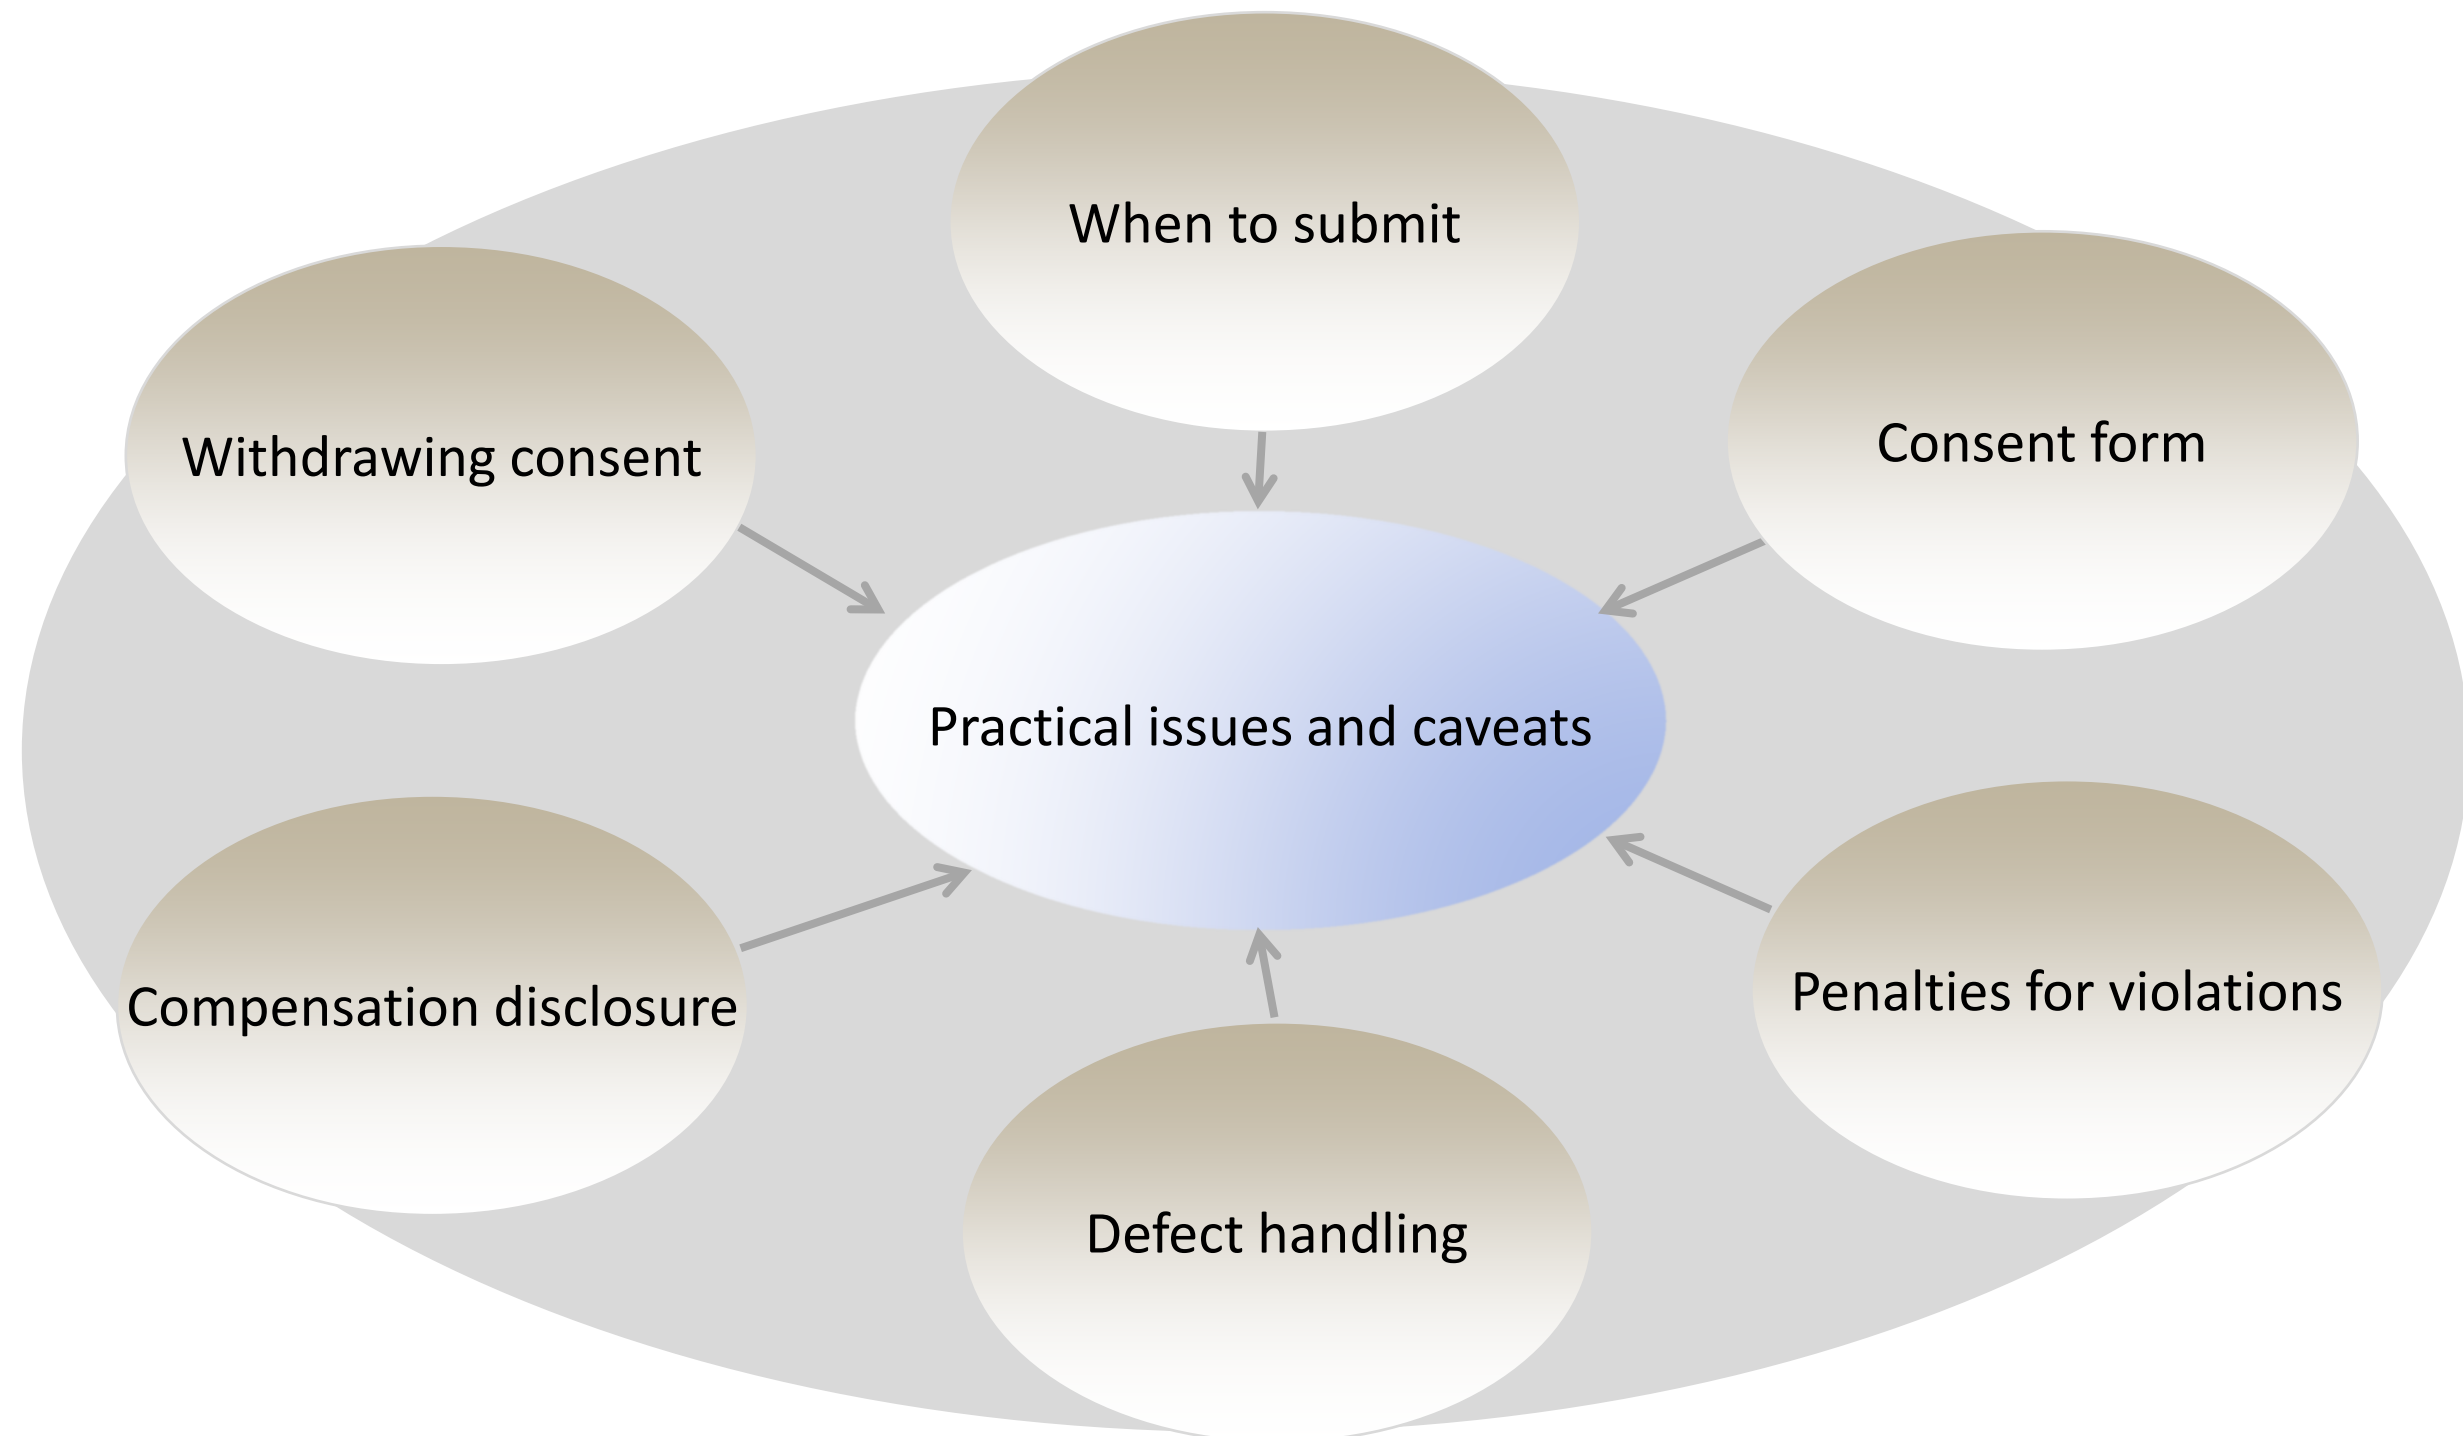 When to submit
Withdrawing consent
Consent form
Practical issues and caveats
Compensation disclosure
Penalties for violations
Defect handling